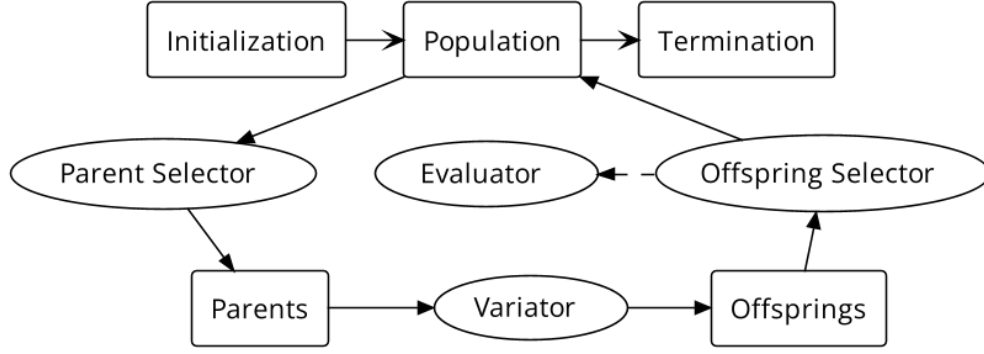 Initialization
Population
Termination
Parent Selector
Evaluator
Offspring Selector
Parents
Variator
Offsprings